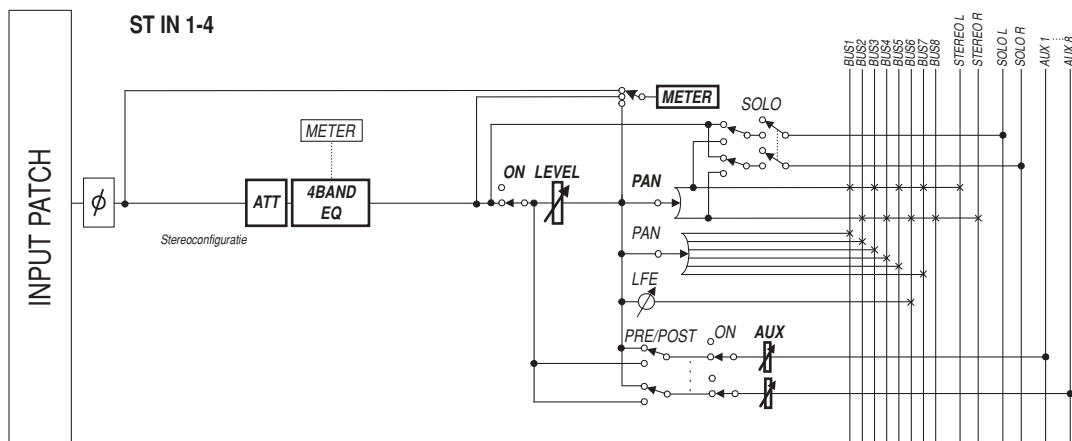 ST IN 1-4
BUS1
BUS2
BUS3
BUS4
BUS5
BUS6
BUS7
BUS8
STEREO L
STEREO R
SOLO L
SOLO R
AUX 1
AUX 8
METER
SOLO
METER
INPUT PATCH
ϕ
ATT
4BAND
EQ
ON
LEVEL
PAN
Stereoconfiguratie
PAN
LFE
PRE/POST
ON
AUX